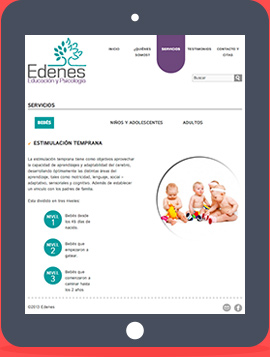 INICIO
¿QUIÉNES SOMOS?
SERVICIOS
TESTIMONIOS
CONTACTO Y CITAS
Edenes
Educación y Psicología
Buscar
SERVICIOS
BEBÉS
NIÑOS Y ADOLESCENTES
ADULTOS
ESTIMULACIÓN TEMPRANA
La estimulación temprana tiene como objetivos aprovechar
la capacidad de aprendizajes y adaptabilidad del cerebro,
desarrollando óptimamente las distintas áreas del
aprendizaje, tales como motricidad, lenguaje, social –
adaptativo, sensoriales y cognitivo. Además de establecer
un vínculo con los padres de familia.
Esta dividido en tres niveles:
NIVEL 1
Bebés desde
los 45 días de
nacido.
NIVEL 2
Bebés que
empezaron a
gatear.
NIVEL 3
Bebés que
comenzaron a
caminar hasta
los 2 años
©2013 Edenes